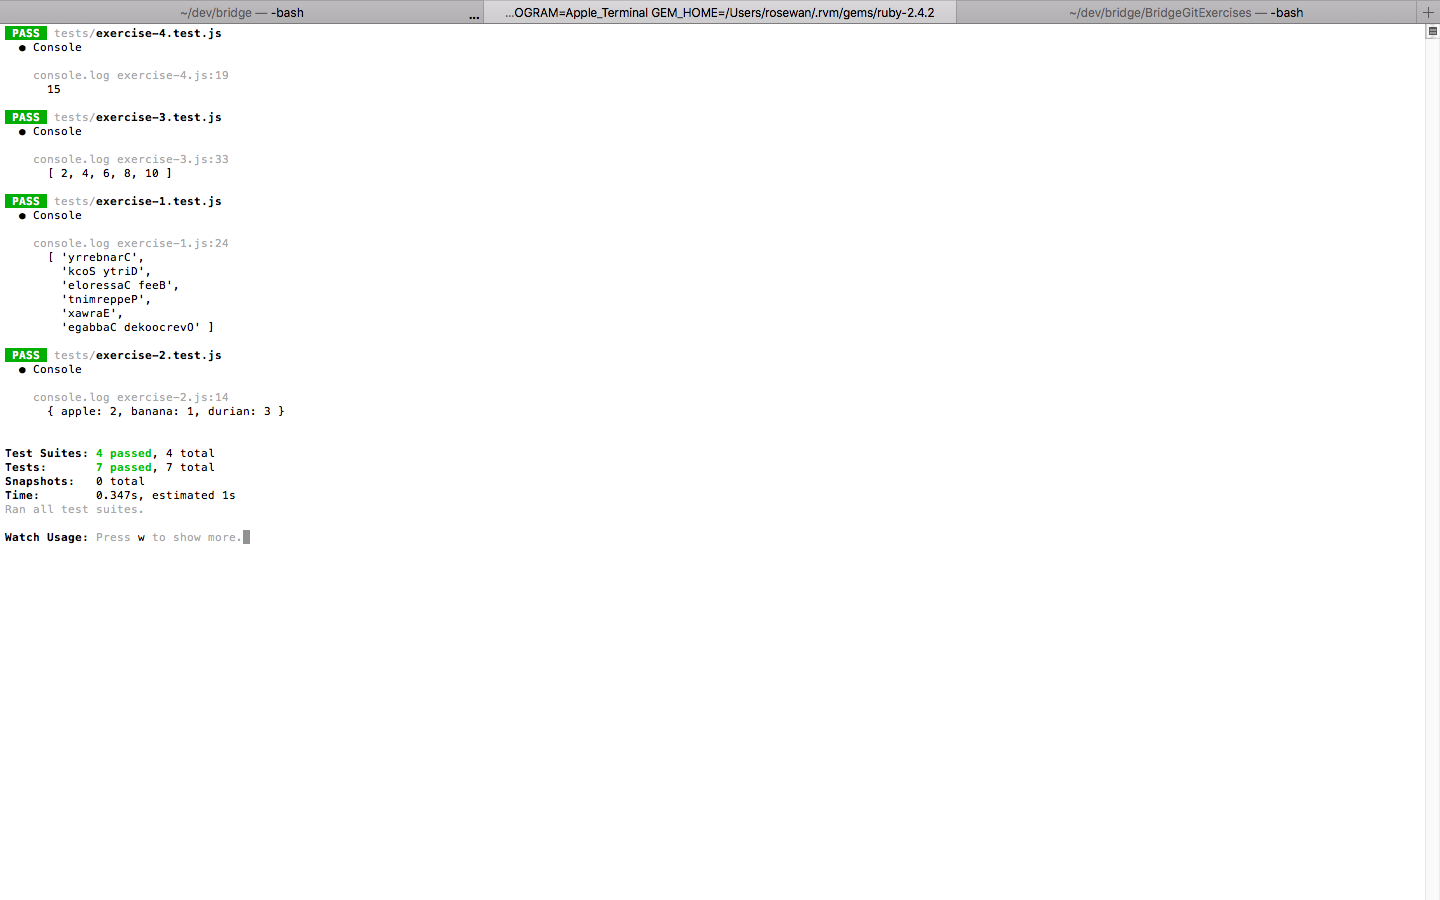 ~/dev/bridge — -bash
...
...OGRAM=Apple_Terminal GEM_HOME=/Users/rosewan/.rvm/gems/ruby-2.4.2
~/dev/bridge/BridgeGitExercises — -bash
+
PASS tests/exercise-4.test.js
● Console
console.log exercise-4.js:19
15
PASS tests/exercise-3.test.js
● Console
console.log exercise-3.js:33
[ 2, 4, 6, 8, 10 ]
PASS tests/exercise-1.test.js
● Console
console.log exercise-1.js:24
[ 'yrrebnarC',
'kcoS ytriD',
'eloressaC feeB',
'tnimreppeP',
'xawraE',
'egabbaC dekoocrevO' ]
PASS tests/exercise-2.test.js
● Console
console.log exercise-2.js:14
{ apple: 2, banana: 1, durian: 3 }
Test Suites: 4 passed, 4 total
Tests: 7 passed, 7 total
Snapshots: 0 total
Time: 0.347s, estimated 1s
Ran all test suites.
Watch Usage: Press w to show more.